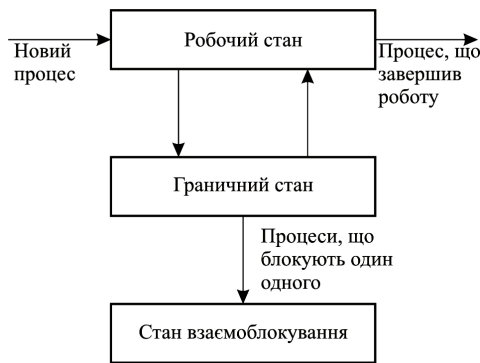 Робочий стан
Новий
процес
Процес, що
завершив
роботу
Граничний стан
Процеси, що
блокують один
одного
Стан взаємоблокування